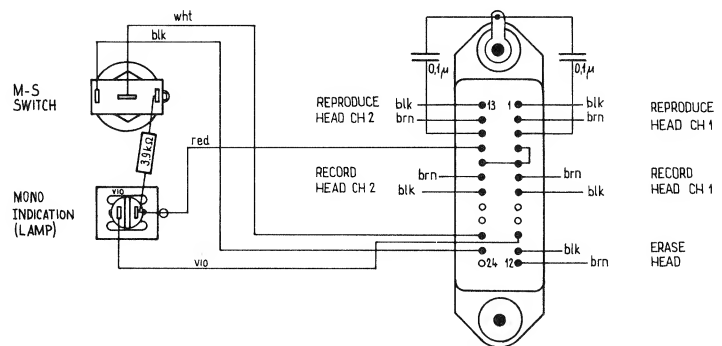 wht
blk
M-S
SWITCH
3.9kΩ
red
MONO
INDICATION
(LAMP)
vio
vio
0,1µ
0,1µ
REPRODUCE
HEAD CH 2
blk
brn
13 1
blk
brn
REPRODUCE
HEAD CH 1
RECORD
HEAD CH 2
brn
blk
brn
blk
RECORD
HEAD CH 1
24 12
blk
brn
ERASE
HEAD